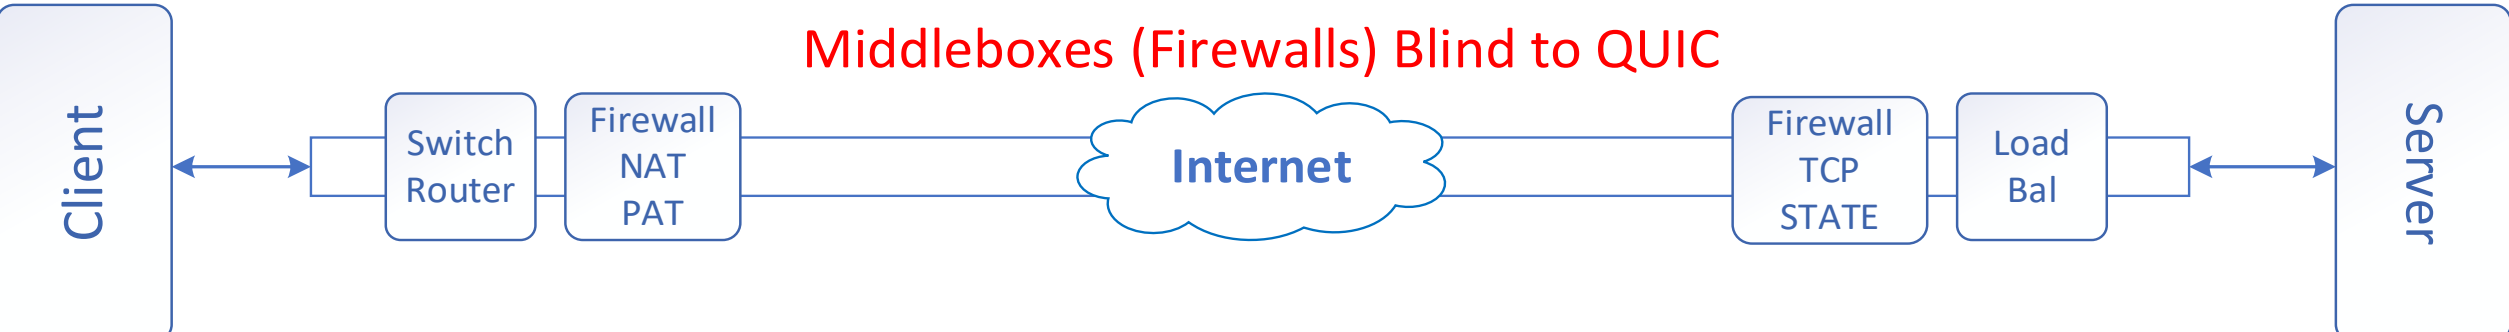 Middleboxes (Firewalls) Blind to QUIC
Client
Switch
Router
Firewall
NAT
PAT
Internet
Firewall
TCP
STATE
Load
Bal
Server